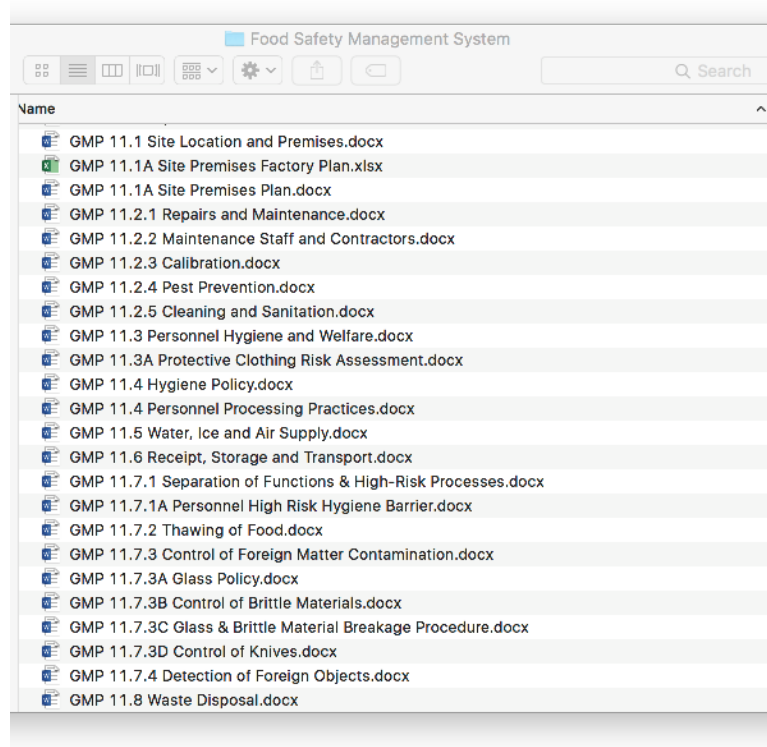 Food Safety Management System
Search
Name
GMP 11.1 Site Location and Premises.docx
GMP 11.1A Site Premises Factory Plan.xlsx
GMP 11.1A Site Premises Plan.docx
GMP 11.2.1 Repairs and Maintenance.docx
GMP 11.2.2 Maintenance Staff and Contractors.docx
GMP 11.2.3 Calibration.docx
GMP 11.2.4 Pest Prevention.docx
GMP 11.2.5 Cleaning and Sanitation.docx
GMP 11.3 Personnel Hygiene and Welfare.docx
GMP 11.3A Protective Clothing Risk Assessment.docx
GMP 11.4 Hygiene Policy.docx
GMP 11.4 Personnel Processing Practices.docx
GMP 11.5 Water, Ice and Air Supply.docx
GMP 11.6 Receipt, Storage and Transport.docx
GMP 11.7.1 Separation of Functions & High-Risk Processes.docx
GMP 11.7.1A Personnel High Risk Hygiene Barrier.docx
GMP 11.7.2 Thawing of Food.docx
GMP 11.7.3 Control of Foreign Matter Contamination.docx
GMP 11.7.3A Glass Policy.docx
GMP 11.7.3B Control of Brittle Materials.docx
GMP 11.7.3C Glass & Brittle Material Breakage Procedure.docx
GMP 11.7.3D Control of Knives.docx
GMP 11.7.4 Detection of Foreign Objects.docx
GMP 11.8 Waste Disposal.docx